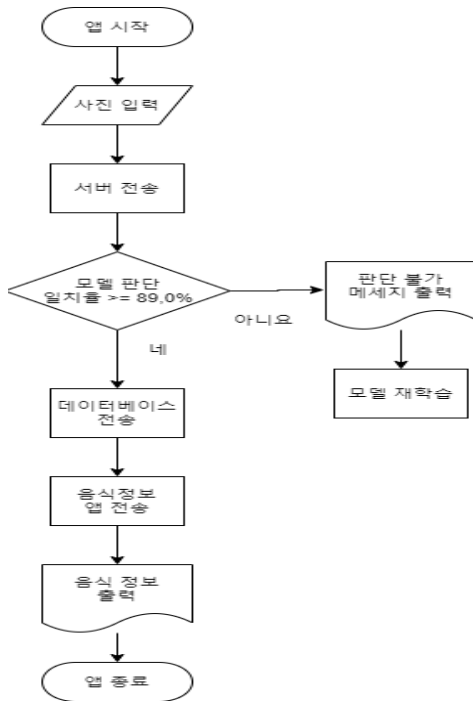 앱 시작
사진 입력
서버 전송
모델 판단
일치율 >= 89,0%
아니요
네
판단 불가
메세지 출력
모델 재학습
데이터베이스
전송
음식정보
앱 전송
음식 정보
출력
앱 종료